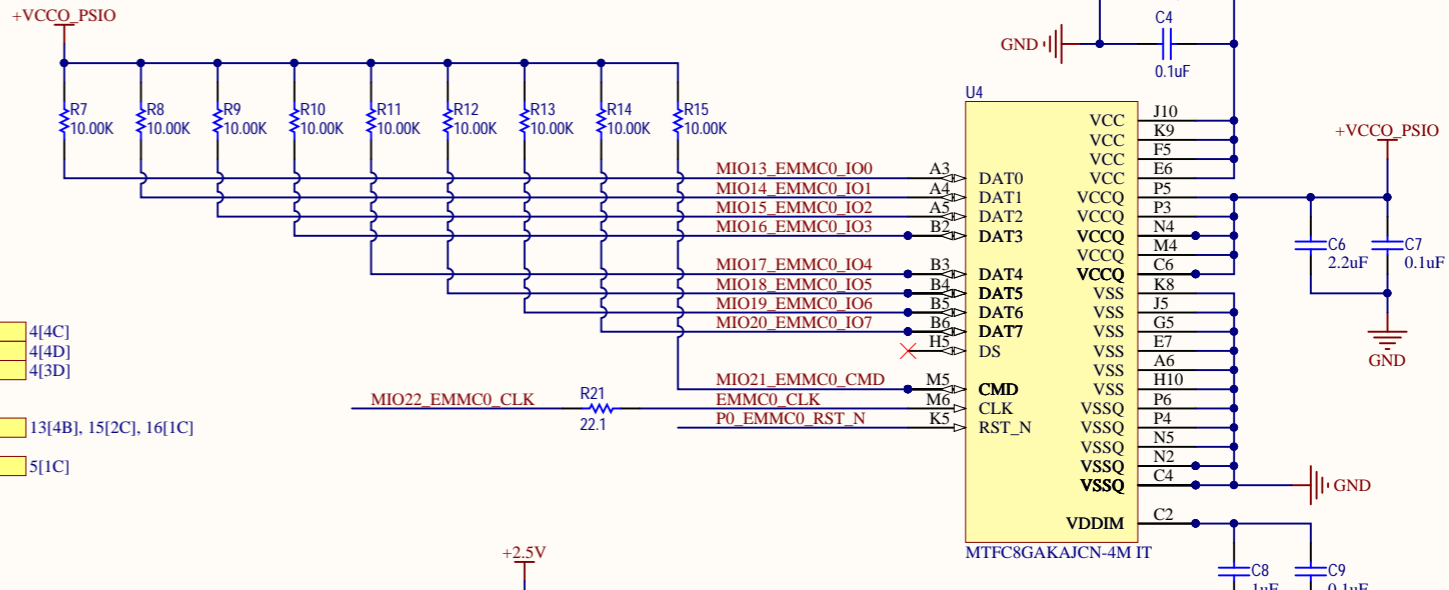 +VCCO_PSIO
C4
GND
0.1uF
U4
R7
10.00K
R8
10.00K
R9
10.00K
R10
10.00K
R11
10.00K
R12
10.00K
R13
10.00K
R14
10.00K
R15
10.00K
MIO13_EMMC0_IO0 A3 DAT0
MIO14_EMMC0_IO1 A4 DAT1
MIO15_EMMC0_IO2 A5 DAT2
MIO16_EMMC0_IO3 B2 DAT3
MIO17_EMMC0_IO4 B3 DAT4
MIO18_EMMC0_IO5 B4 DAT5
MIO19_EMMC0_IO6 B5 DAT6
MIO20_EMMC0_IO7 B6 DAT7
H5 DS
MIO21_EMMC0_CMD M5 CMD
MIO22_EMMC0_CLK
R21
22.1
EMMC0_CLK M6 CLK
P0_EMMC0_RST_N K5 RST_N
VCC J10
VCC K9
VCC F5
VCC E6
VCCQ P5
VCCQ P3
VCCQ N4
VCCQ M4
VCCQ C6
VSS K8
VSS J5
VSS G5
VSS E7
VSS A6
VSS H10
VSSQ P6
VSSQ P4
VSSQ N5
VSSQ N2
VSSQ C4
VDDIM C2
MTFC8GAKAJCN-4M IT
+VCCO_PSIO
C6
2.2uF
C7
0.1uF
GND
GND
C8
1uF
C9
0.1uF
4[4C]
4[4D]
4[3D]
13[4B], 15[2C], 16[1C]
5[1C]
+2.5V